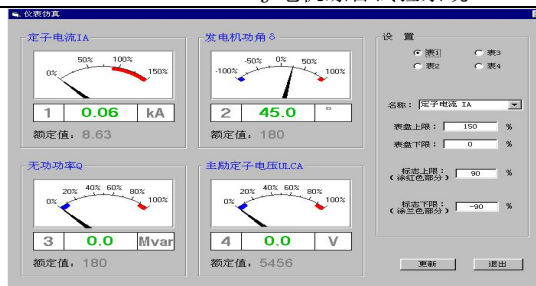 仪表仿真
定子电流IA
0% 50% 100% 150%
1 0.06 kA
额定值: 8.63
发电机功角δ
-100% -50% 0% 50% 100%
2 45.0 °
额定值: 180
无功功率Q
0% 20% 40% 60% 80% 100%
3 0.0 Mvar
额定值: 180
主励定子电压ULCA
0% 20% 40% 60% 80% 100%
4 0.0 V
额定值: 5456
设 置
表1 表3
表2 表4
名称: 定子电流 IA
表盘上限: 150 %
表盘下限: 0 %
标志上限: 90 %
(涂红色部分)
标志下限: -90 %
(涂兰色部分)
更新 退出